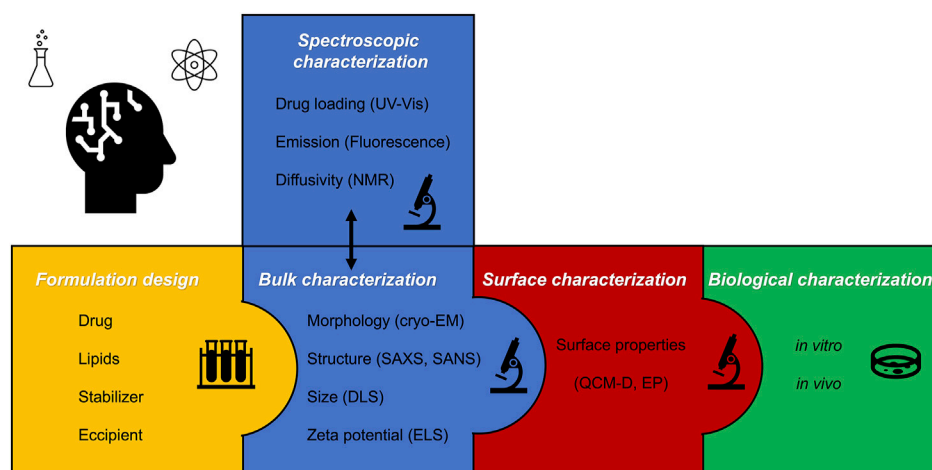 Spectroscopic
characterization
Drug loading (UV-Vis)
Emission (Fluorescence)
Diffusivity (NMR)
Formulation design
Drug
Lipids
Stabilizer
Eccipient
Bulk characterization
Morphology (cryo-EM)
Structure (SAXS, SANS)
Size (DLS)
Zeta potential (ELS)
Surface characterization
Surface properties
(QCM-D, EP)
Biological characterization
in vitro
in vivo